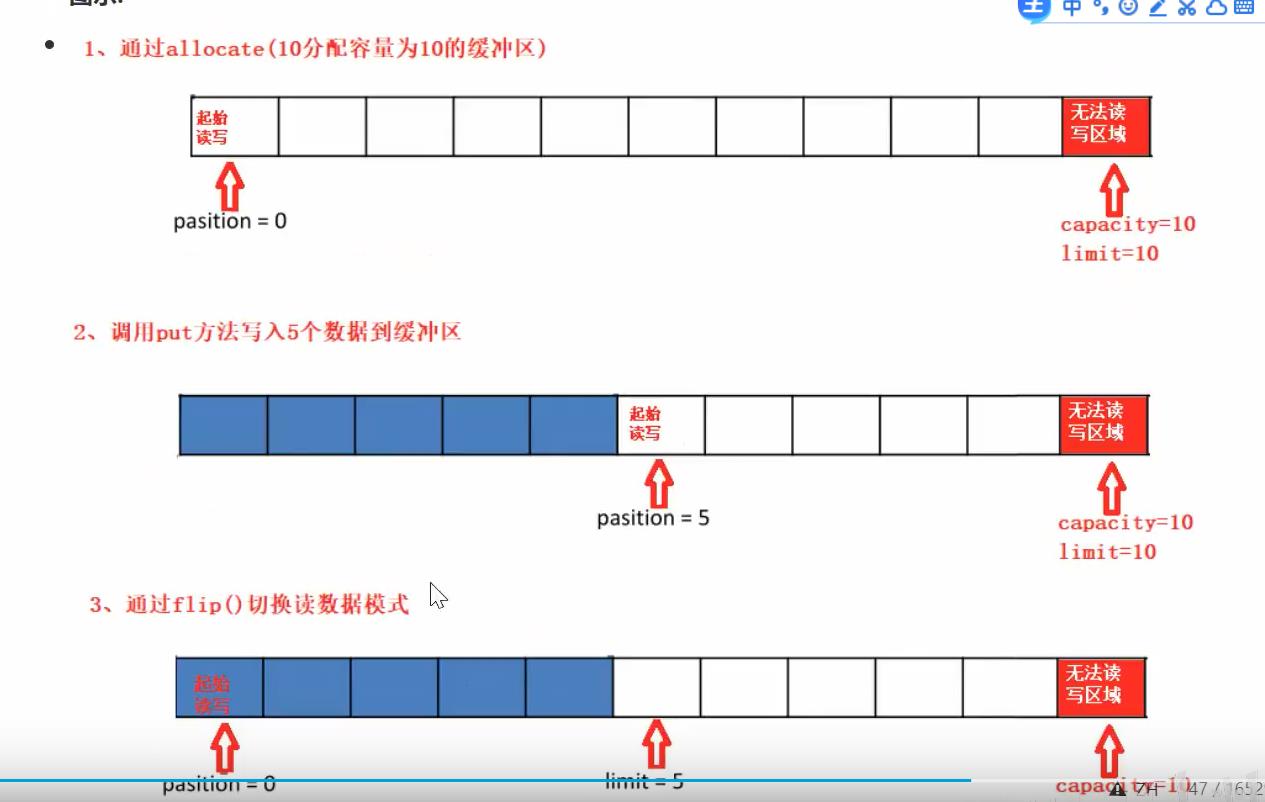 图示:
中
1、通过allocate(10分配容量为10的缓冲区)
起始
读写
无法读
写区域
pasition = 0
capacity=10
limit=10
2、调用put方法写入5个数据到缓冲区
起始
读写
无法读
写区域
pasition = 5
capacity=10
limit=10
3、通过flip()切换读数据模式
起始
读写
无法读
写区域
pasition = 0
limit = 5
capacity=10
ZH
47 / 1652